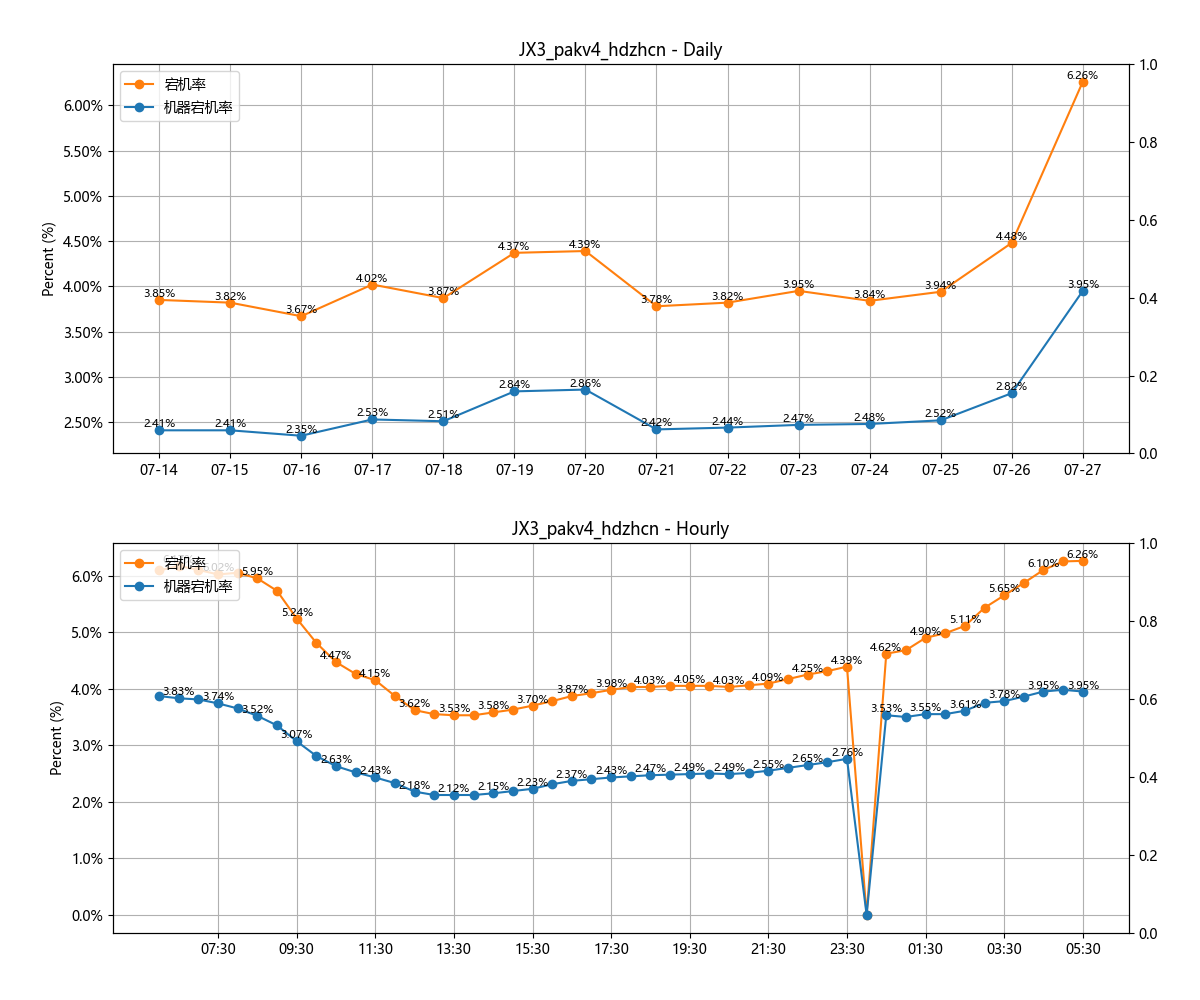 JX3_pakv4_hdzhcn - Daily
宕机率
机器宕机率
Percent (%)
6.00%
5.50%
5.00%
4.50%
4.00%
3.50%
3.00%
2.50%
1.0
0.8
0.6
0.4
0.2
0.0
3.85% 3.82% 3.67% 4.02% 3.87% 4.37% 4.39% 3.78% 3.82% 3.95% 3.84% 3.94% 4.48% 6.26%
2.41% 2.41% 2.35% 2.53% 2.51% 2.84% 2.86% 2.42% 2.44% 2.47% 2.48% 2.52% 2.82% 3.95%
07-14 07-15 07-16 07-17 07-18 07-19 07-20 07-21 07-22 07-23 07-24 07-25 07-26 07-27
JX3_pakv4_hdzhcn - Hourly
宕机率
机器宕机率
Percent (%)
6.0%
5.0%
4.0%
3.0%
2.0%
1.0%
0.0%
1.0
0.8
0.6
0.4
0.2
0.0
6.02% 5.95% 5.24% 4.47% 4.15% 3.62% 3.53% 3.58% 3.70% 3.87% 3.98% 4.03% 4.05% 4.03% 4.09% 4.25% 4.39% 4.62% 4.90% 5.11% 5.65% 6.10% 6.26%
3.83% 3.74% 3.52% 3.07% 2.63% 2.43% 2.18% 2.12% 2.15% 2.23% 2.37% 2.43% 2.47% 2.49% 2.49% 2.55% 2.65% 2.76% 3.53% 3.55% 3.61% 3.78% 3.95% 3.95%
07:30 09:30 11:30 13:30 15:30 17:30 19:30 21:30 23:30 01:30 03:30 05:30